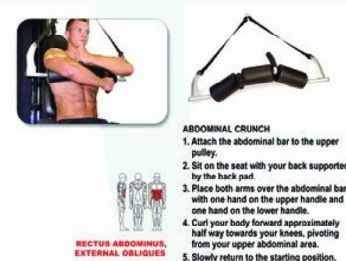 ABDOMINAL CRUNCH
1. Attach the abdominal bar to the upper
pulley.
2. Sit on the seat with your back supported
by the back pad.
3. Place both arms over the abdominal bar
with one hand on the upper handle and
one hand on the lower handle.
4. Curl your body forward approximately
half way towards your knees, pivoting
from your upper abdominal area.
5. Slowly return to the starting position.
RECTUS ABDOMINUS,
EXTERNAL OBLIQUES